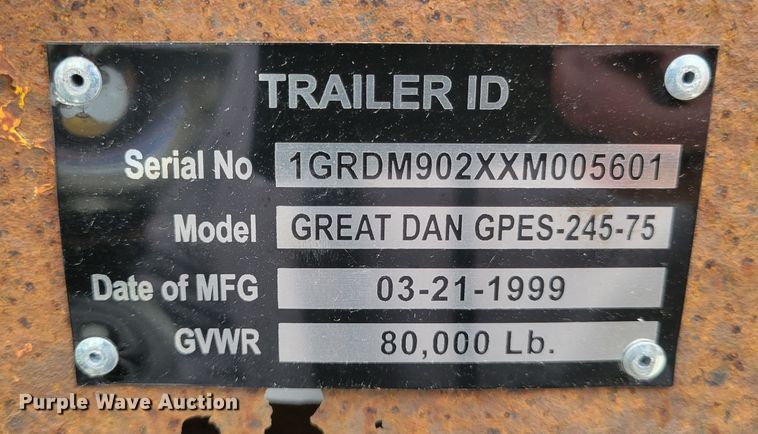 TRAILER ID
Serial No 1GRDM902XXM005601
Model GREAT DAN GPES-245-75
Date of MFG 03-21-1999
GVWR 80,000 Lb.
Purple Wave Auction